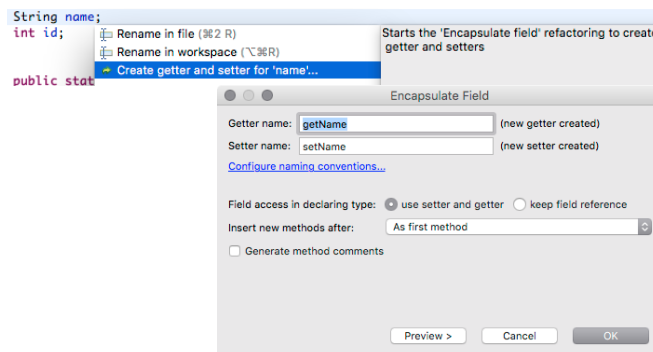 String name;
int id;
Rename in file (⌘2 R)
Rename in workspace (⌥⌘R)
Create getter and setter for 'name'...
Starts the 'Encapsulate field' refactoring to create
getter and setters
public stat
Encapsulate Field
Getter name: getName (new getter created)
Setter name: setName (new setter created)
Configure naming conventions...
Field access in declaring type: use setter and getter keep field reference
Insert new methods after: As first method
Generate method comments
Preview > Cancel OK